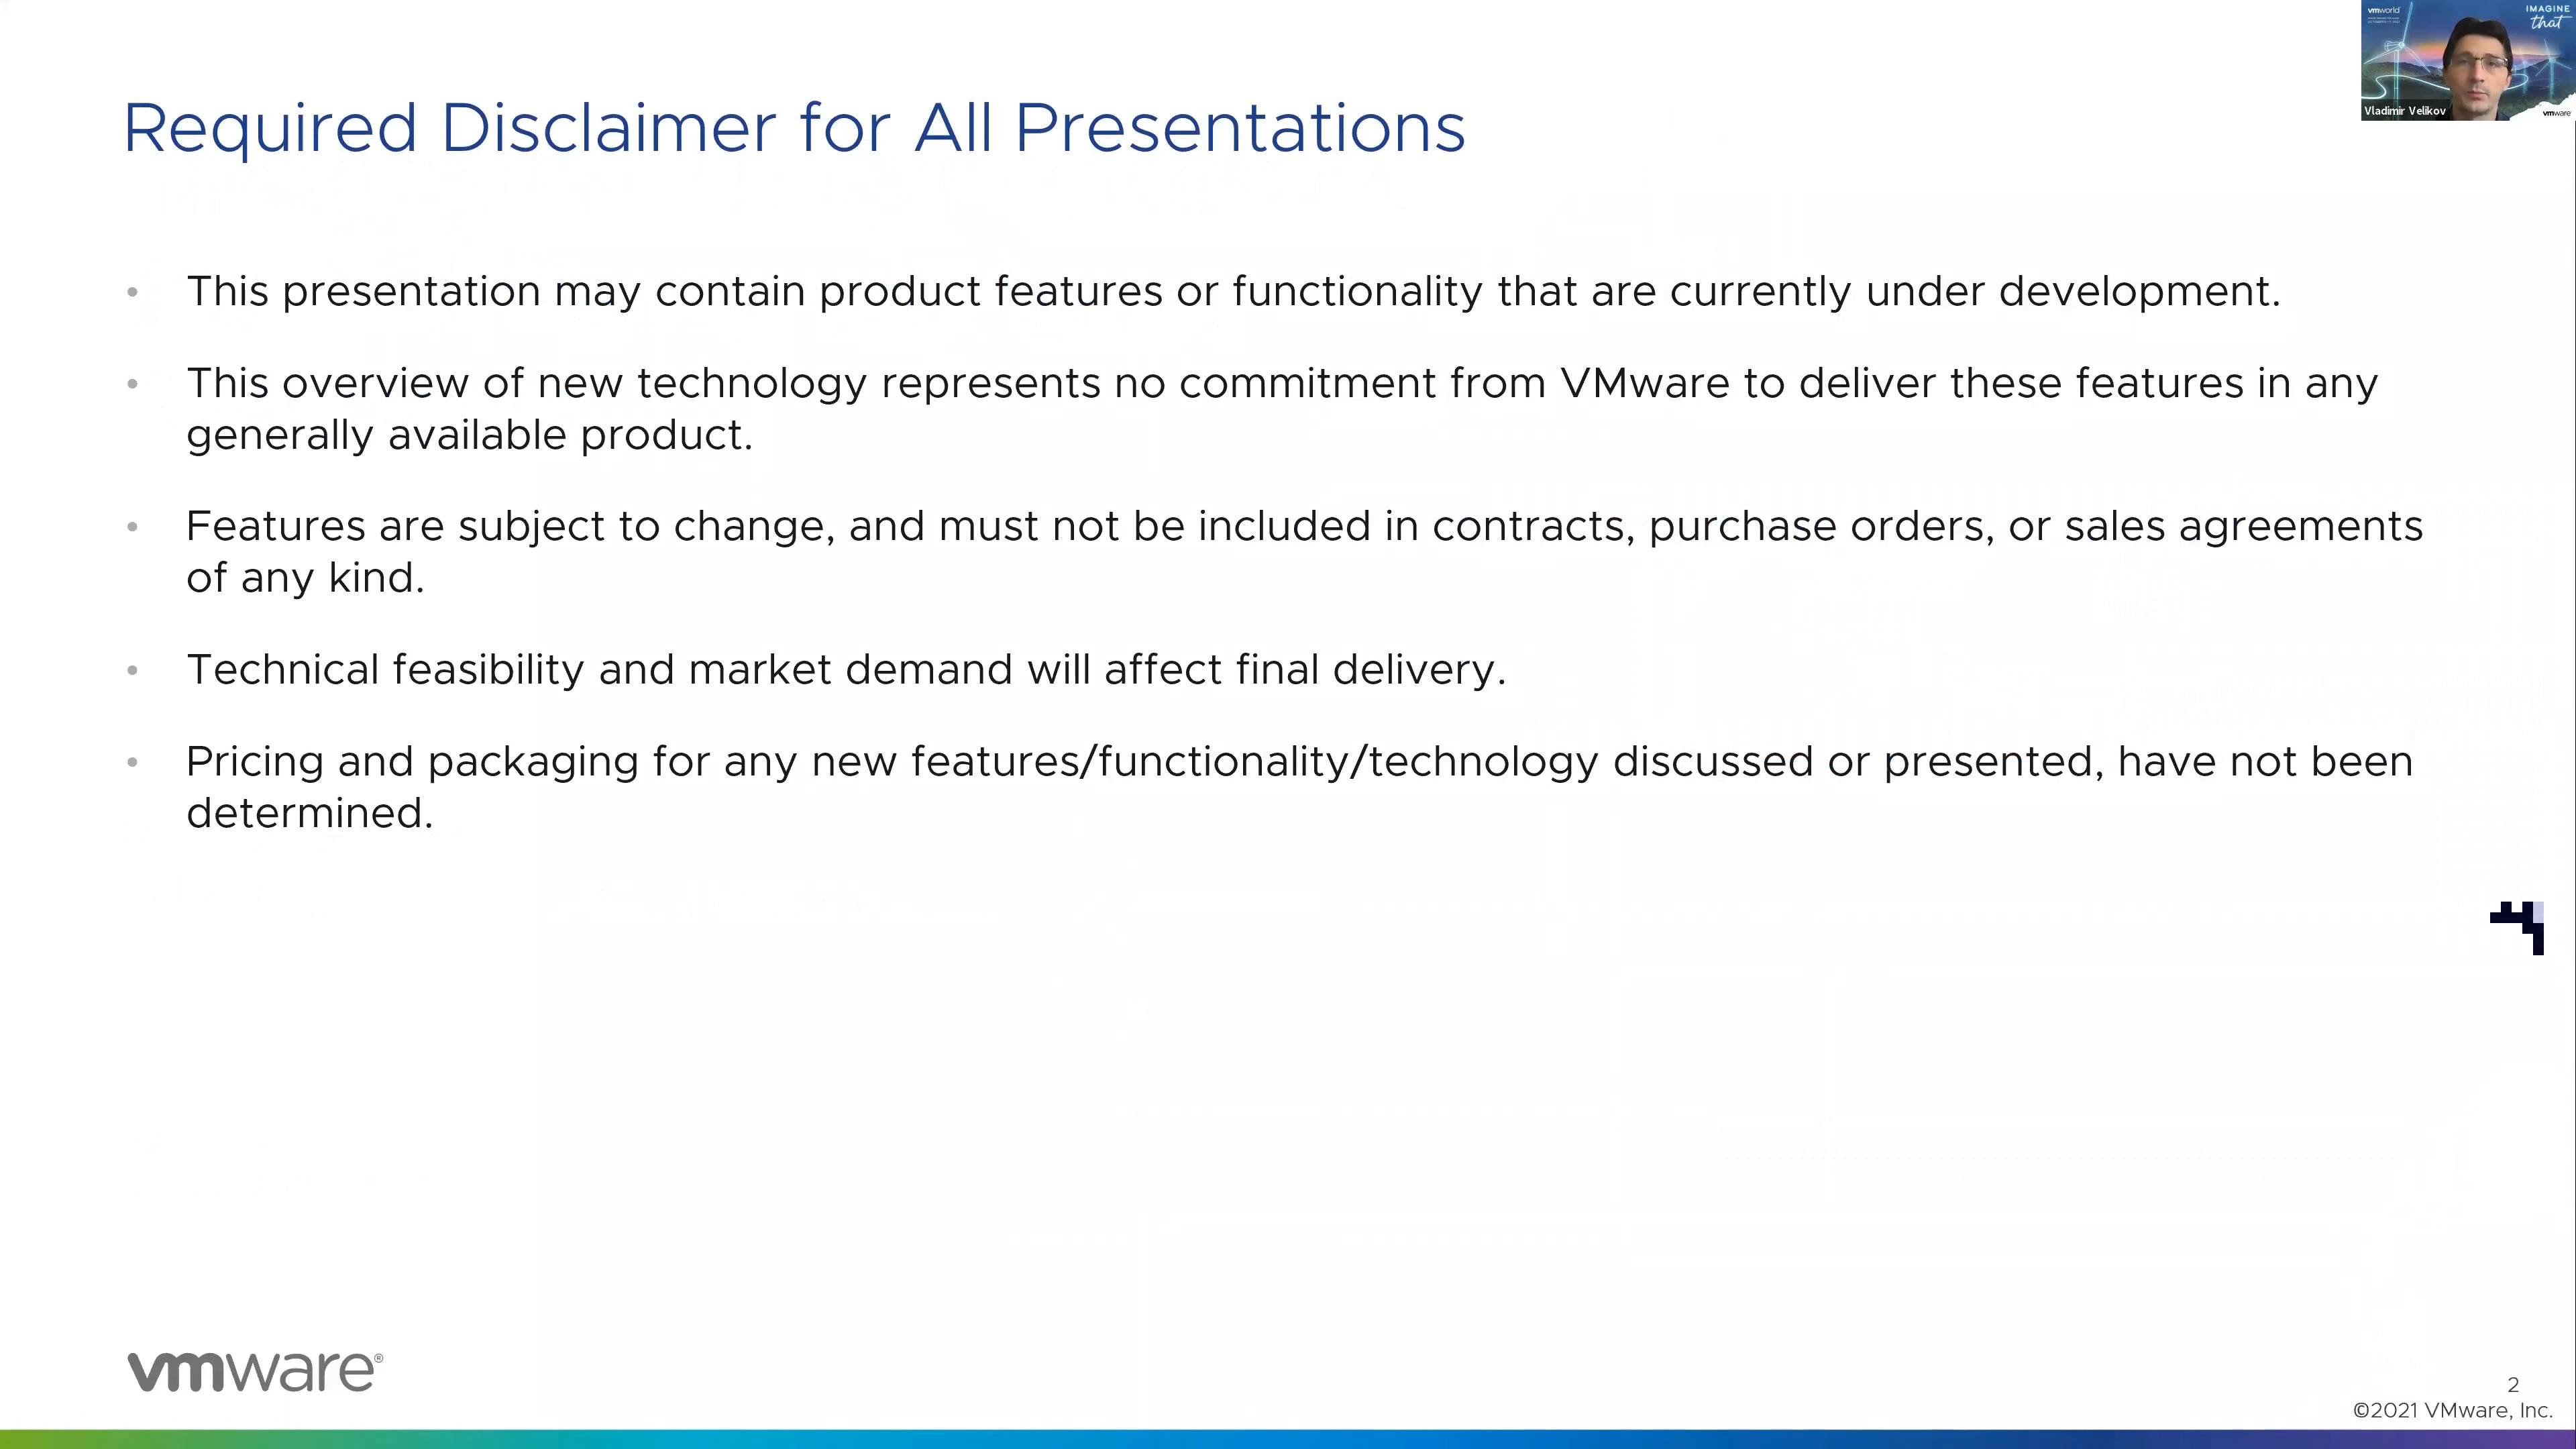 vmworld
IMAGINE
that
Vladimir Velikov
vmware
Required Disclaimer for All Presentations
• This presentation may contain product features or functionality that are currently under development.
• This overview of new technology represents no commitment from VMware to deliver these features in any
generally available product.
• Features are subject to change, and must not be included in contracts, purchase orders, or sales agreements
of any kind.
• Technical feasibility and market demand will affect final delivery.
• Pricing and packaging for any new features/functionality/technology discussed or presented, have not been
determined.
vmware®
2
©2021 VMware, Inc.